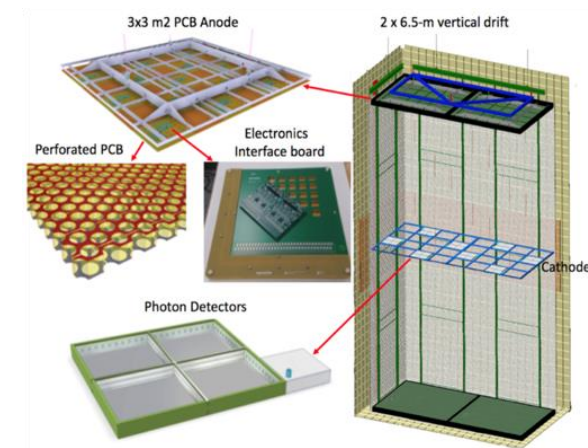 3x3 m2 PCB Anode
2 x 6.5-m vertical drift
Perforated PCB
Electronics
Interface board
Cathode
Photon Detectors